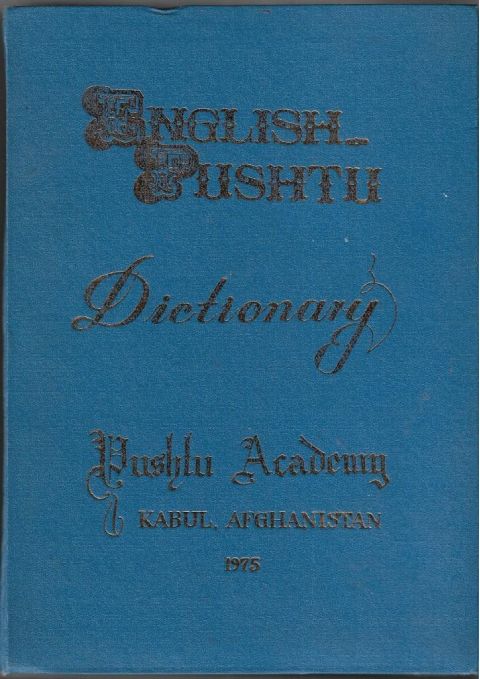 ENGLISH-
PUSHTU
Dictionary
Pushtu Academy
KABUL, AFGHANISTAN
1975